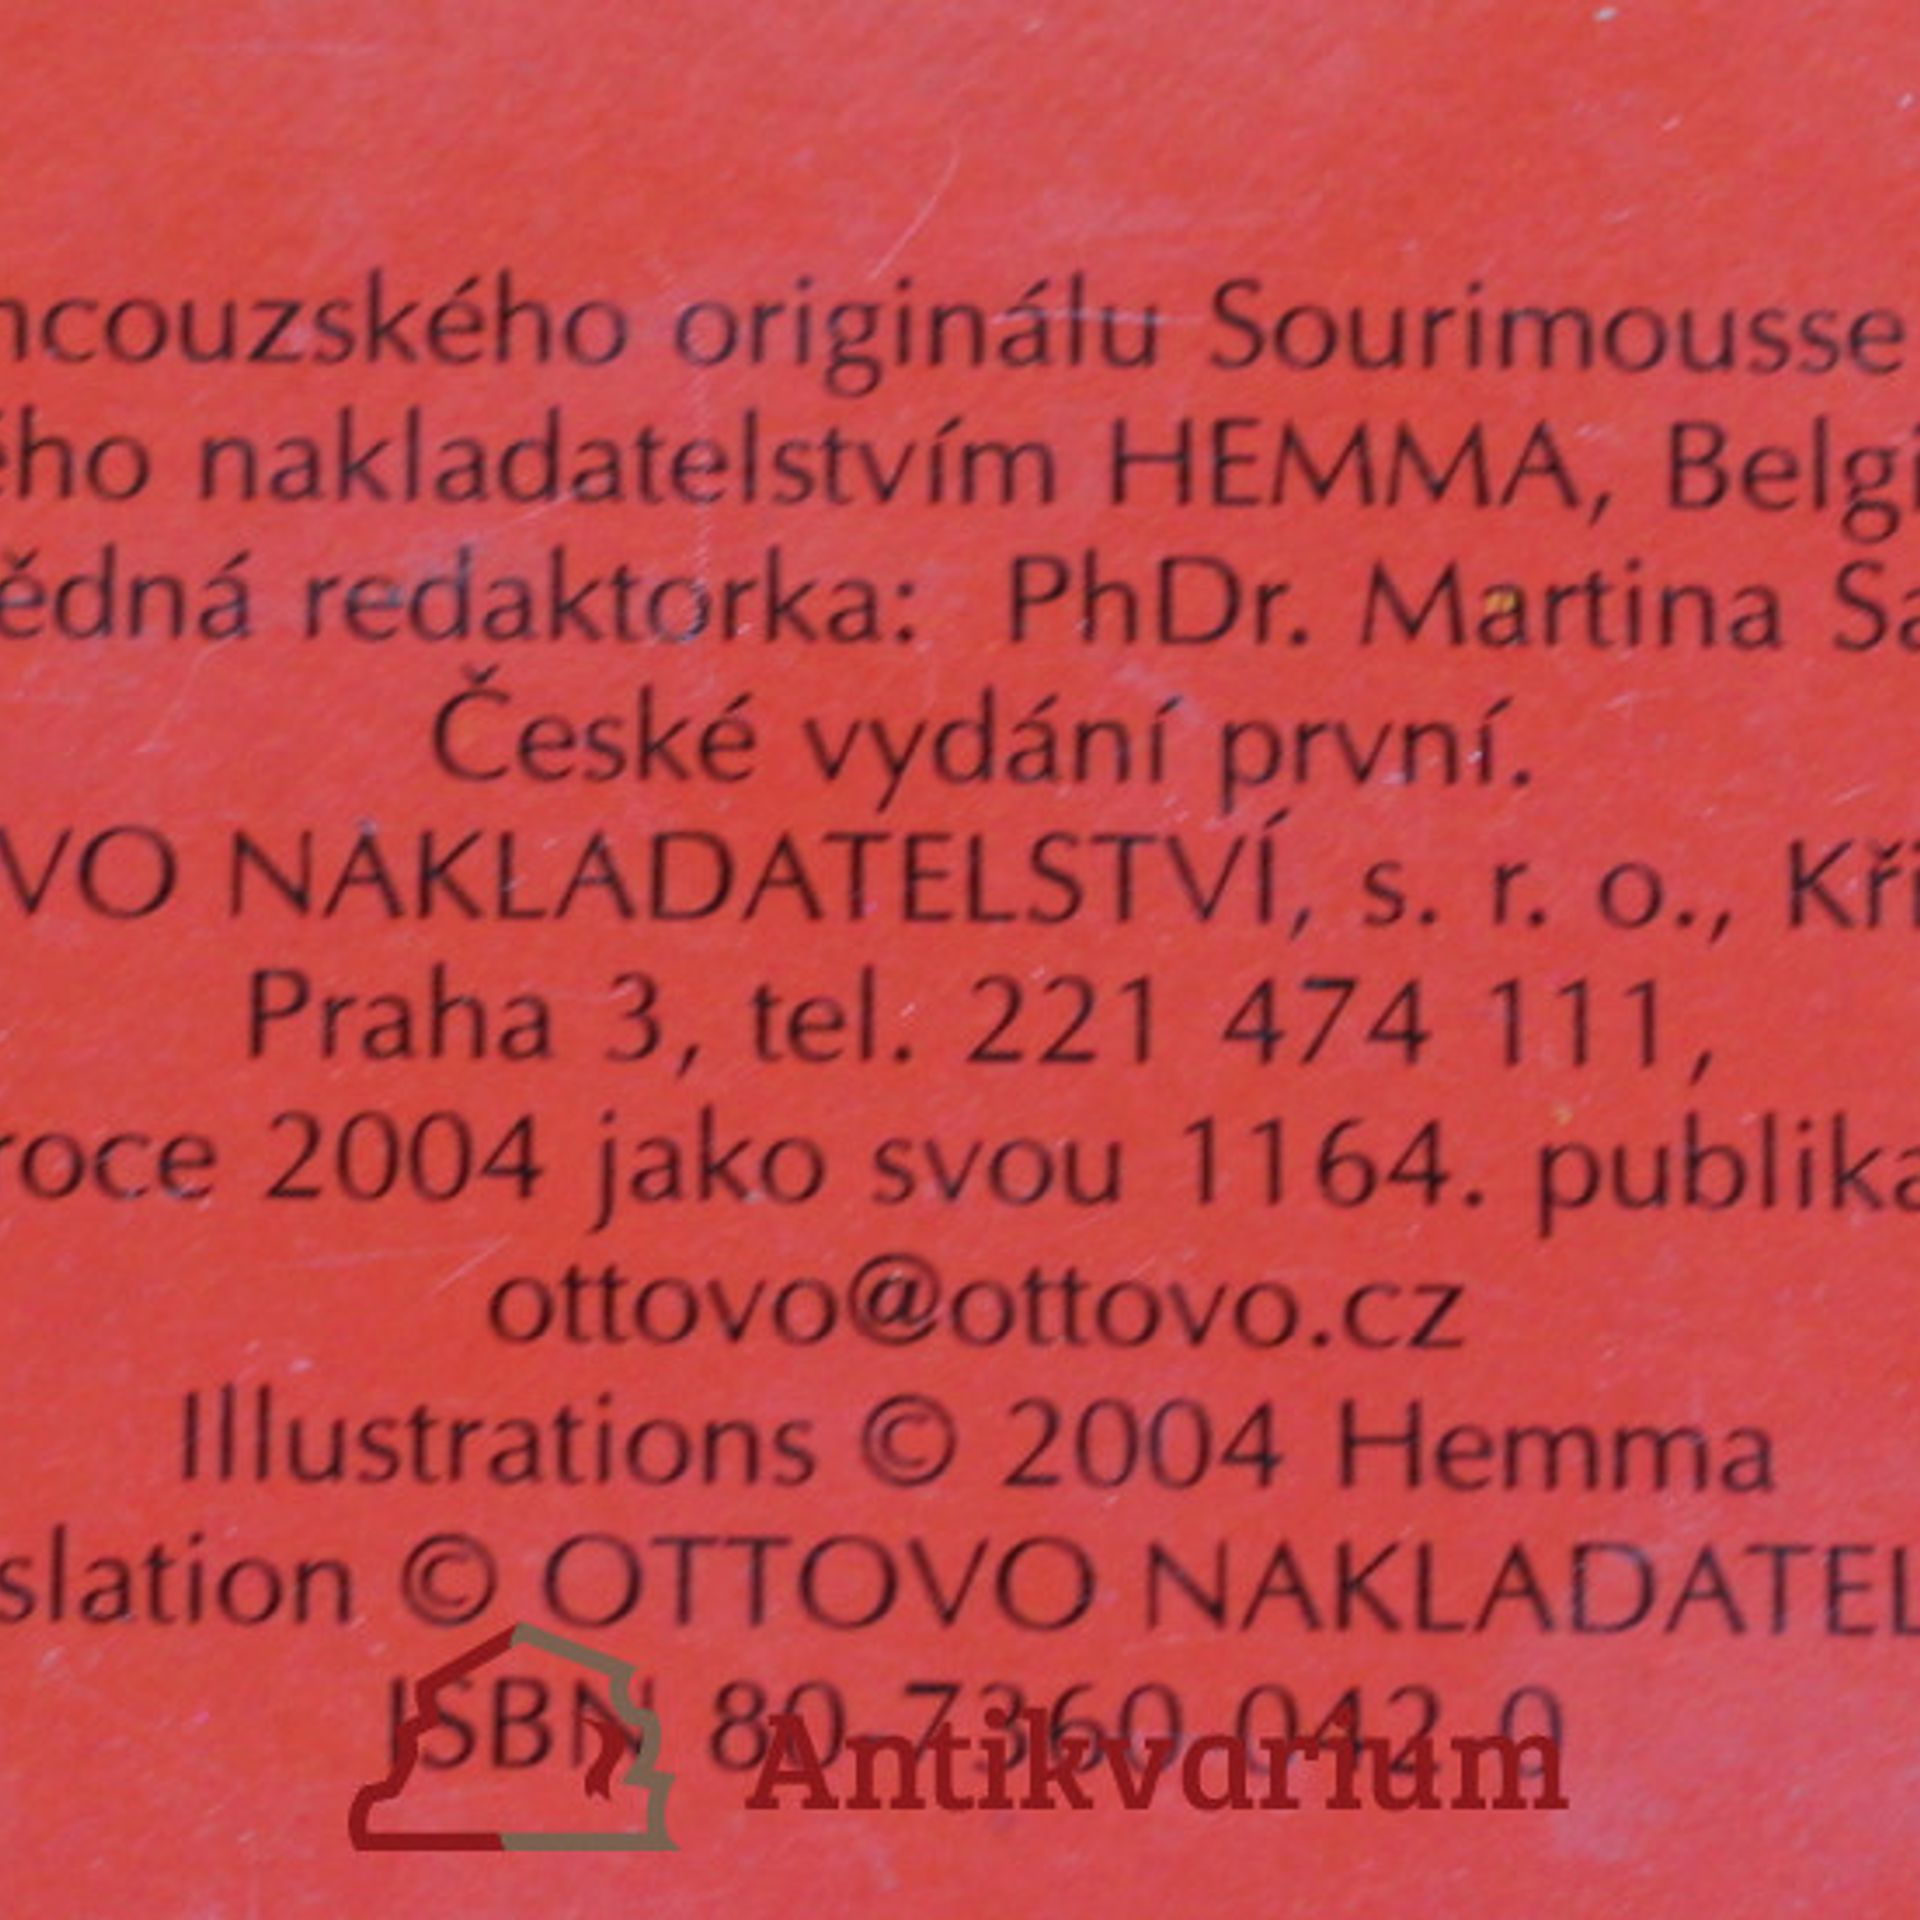 ncouzského originálu Sourimousse
ého nakladatelstvím HEMMA, Belgi
ědná redaktorka: PhDr. Martina Sa
České vydání první.
VO NAKLADATELSTVÍ, s. r. o., Kři
Praha 3, tel. 221 474 111,
roce 2004 jako svou 1164. publika
ottovo@ottovo.cz
Illustrations © 2004 Hemma
slation © OTTOVO NAKLADATEL
ISBN 80-7360-042-0
Antikvarium